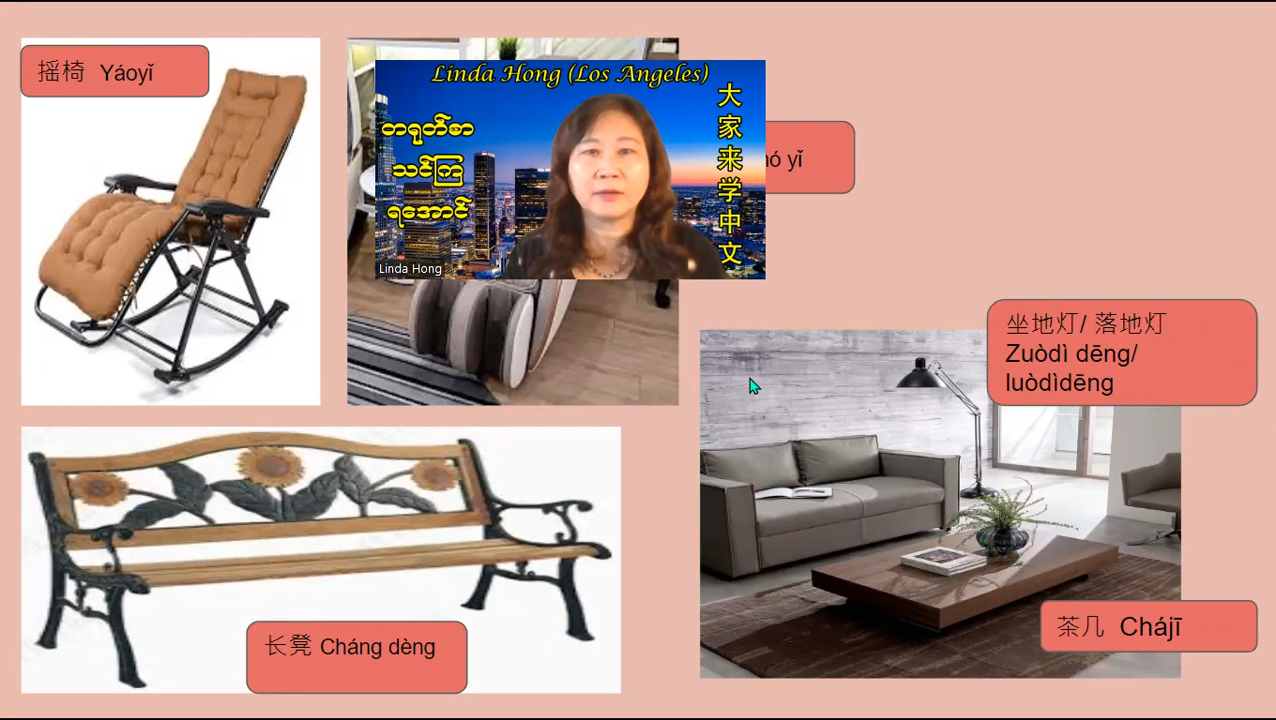 摇椅 Yáoyǐ
Linda Hong (Los Angeles)
တရုတ်စာ
သင်ကြ
ရအောင်
大家来学中文
Linda Hong
yǐ
坐地灯/ 落地灯
Zuòdì dēng/
luòdìdēng
长凳 Cháng dèng
茶几 Chájī